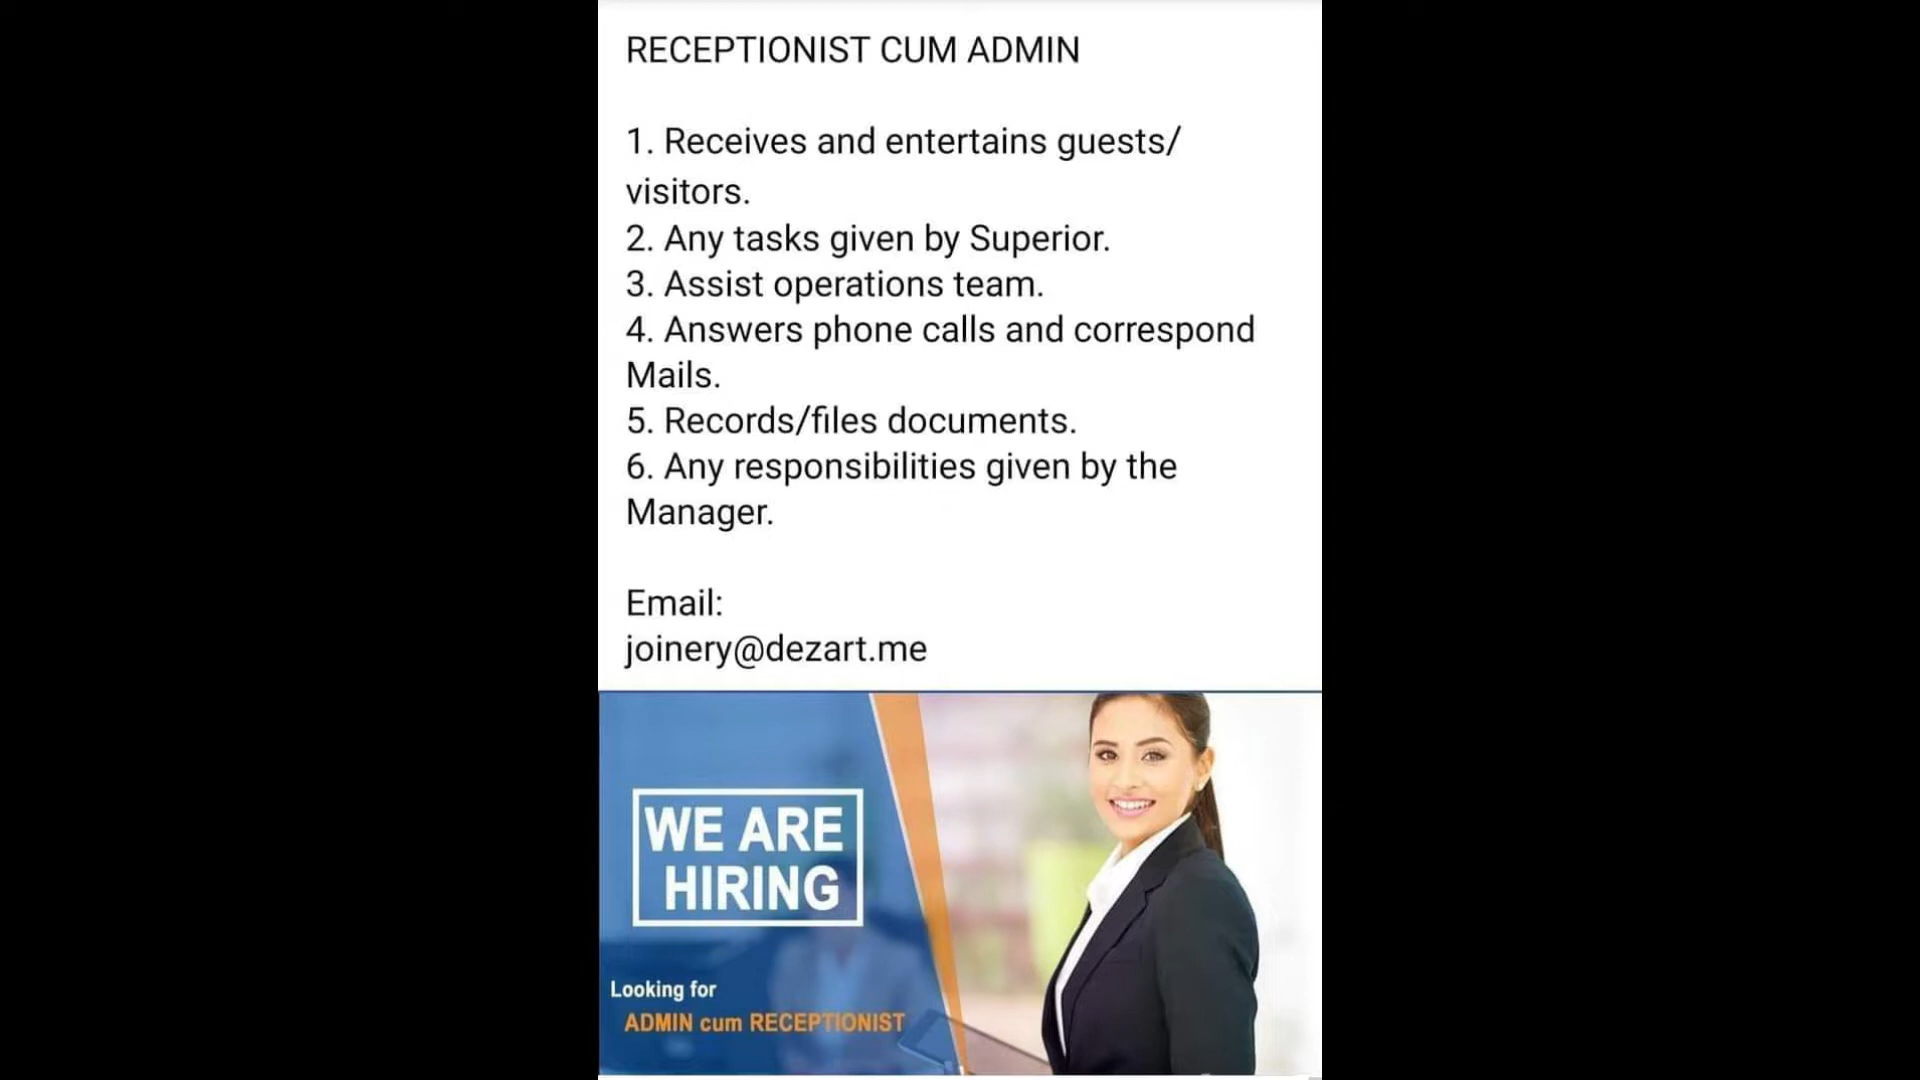 RECEPTIONIST CUM ADMIN
1. Receives and entertains guests/
visitors.
2. Any tasks given by Superior.
3. Assist operations team.
4. Answers phone calls and correspond
Mails.
5. Records/files documents.
6. Any responsibilities given by the
Manager.
Email:
joinery@dezart.me
WE ARE
HIRING
Looking for
ADMIN cum RECEPTIONIST